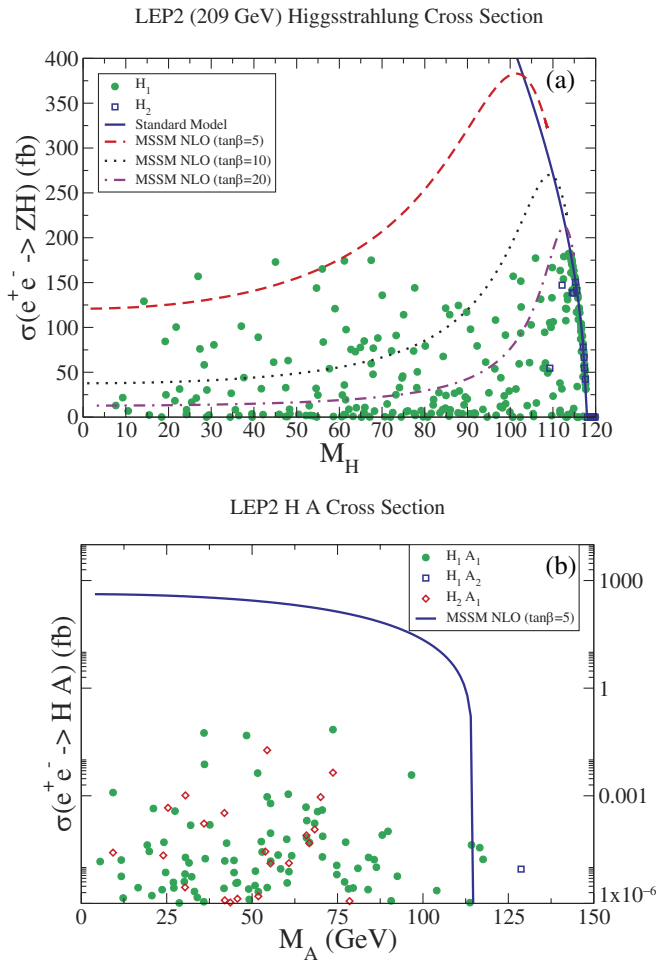 LEP2 (209 GeV) Higgsstrahlung Cross Section
(a)
H₁
H₂
Standard Model
MSSM NLO (tanβ=5)
MSSM NLO (tanβ=10)
MSSM NLO (tanβ=20)
σ(e⁺e⁻ -> ZH) (fb)
400
350
300
250
200
150
100
50
0
0 10 20 30 40 50 60 70 80 90 100 110 120
M_H
LEP2 H A Cross Section
(b)
H₁ A₁
H₁ A₂
H₂ A₁
MSSM NLO (tanβ=5)
σ(e⁺e⁻ -> H A) (fb)
1000
1
0.001
1x10⁻⁶
0 25 50 75 100 125 150
M_A (GeV)